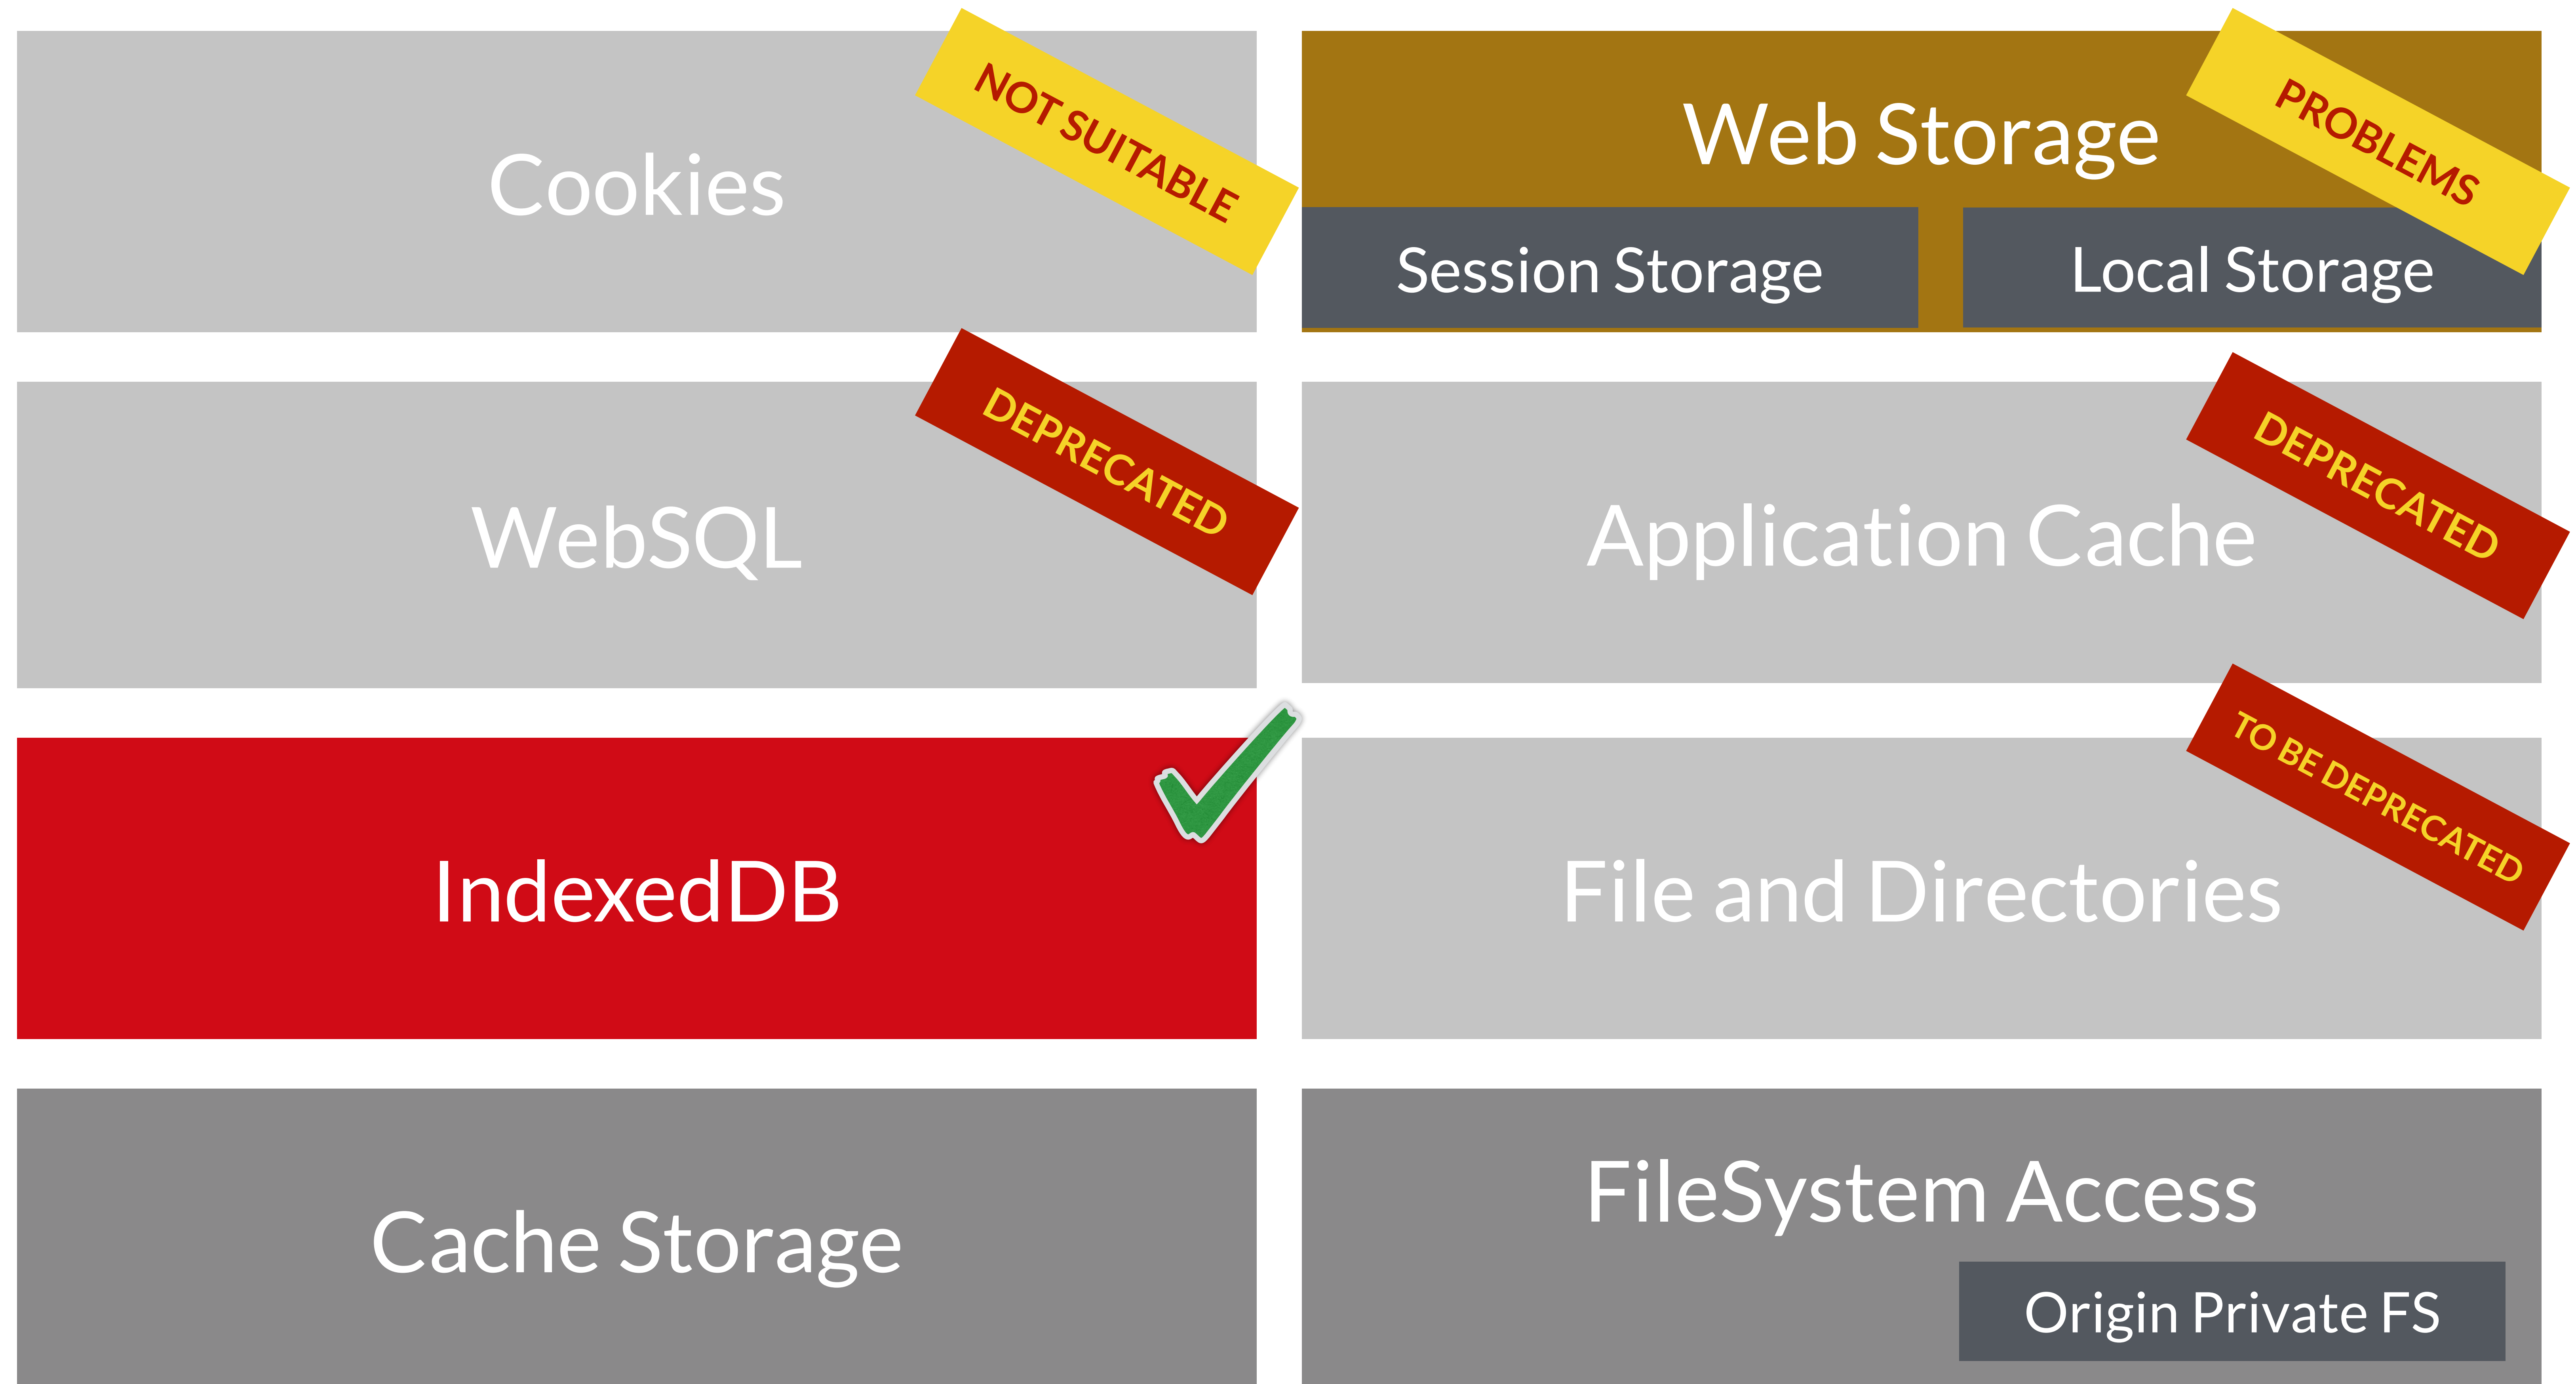 Cookies
NOT SUITABLE
Web Storage
PROBLEMS
Session Storage
Local Storage
WebSQL
DEPRECATED
Application Cache
DEPRECATED
IndexedDB
File and Directories
TO BE DEPRECATED
Cache Storage
FileSystem Access
Origin Private FS